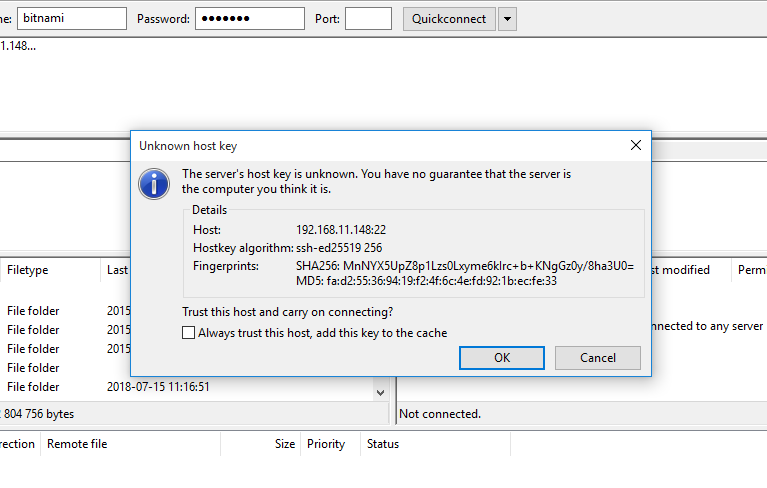 ne: bitnami Password: ●●●●●●● Port: Quickconnect
1.148...
Unknown host key
The server's host key is unknown. You have no guarantee that the server is
the computer you think it is.
Details
Host: 192.168.11.148:22
Hostkey algorithm: ssh-ed25519 256
Fingerprints: SHA256: MnNYX5UpZ8p1Lzs0Lxyme6klrc+b+KNgGz0y/8ha3U0=
MD5: fa:d2:55:36:94:19:f2:4f:6c:4e:fd:92:1b:ec:fe:33
Trust this host and carry on connecting?
Always trust this host, add this key to the cache
OK Cancel
Filetype Last
File folder 2015
File folder 2015
File folder 2015
File folder
File folder 2018-07-15 11:16:51
804 756 bytes
st modified Perm
nnected to any server
Not connected.
rection Remote file Size Priority Status